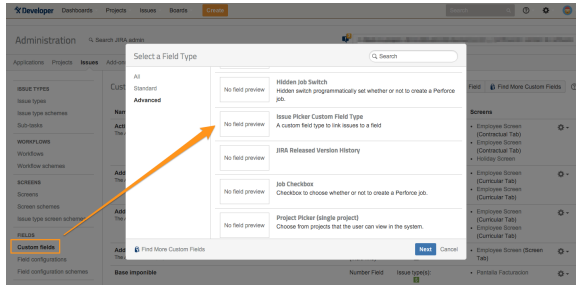 Developer Dashboards Projects Issues Boards Create
Search
Administration Search JIRA admin
Applications Projects Issues Add-ons
ISSUE TYPES
Issue types
Issue type schemes
Sub-tasks
WORKFLOWS
Workflows
Workflow schemes
SCREENS
Screens
Screen schemes
Issue type screen schemes
FIELDS
Custom fields
Field configurations
Field configuration schemes
Select a Field Type
Search
All
Standard
Advanced
No field preview
Hidden Job Switch
Hidden switch programmatically set whether or not to create a Perforce
job.
No field preview
Issue Picker Custom Field Type
A custom field type to link issues to a field
No field preview
JIRA Released Version History
No field preview
Job Checkbox
Checkbox to choose whether or not to create a Perforce job.
No field preview
Project Picker (single project)
Choose from projects that the user can view in the system.
Find More Custom Fields
Next Cancel
Field Find More Custom Fields
Screens
Employee Screen
(Contractual Tab)
Employee Screen
(Contractual Tab)
Holiday Screen
Employee Screen
(Curricular Tab)
Employee Screen
(Curricular Tab)
Employee Screen
(Curricular Tab)
Employee Screen
(Curricular Tab)
Employee Screen (Screen
Tab)
Base imponible Number Field Issue type(s):
Pantalla Facturacion